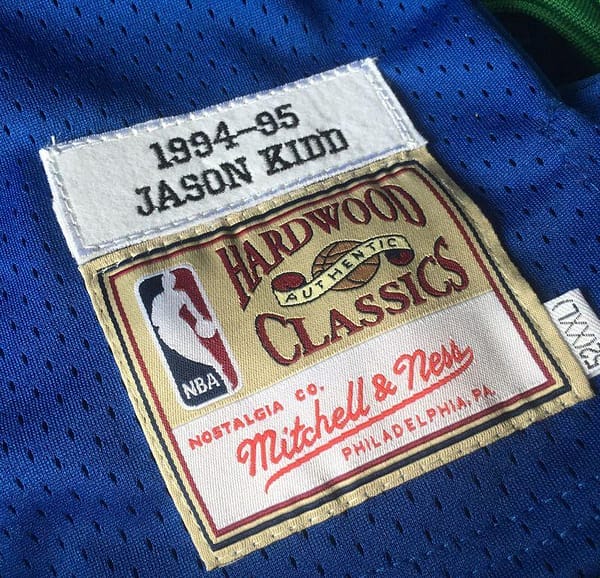 1994-95
JASON KIDD
HARDWOOD
AUTHENTIC
CLASSICS
NBA
NOSTALGIA CO.
Mitchell & Ness
PHILADELPHIA, PA.